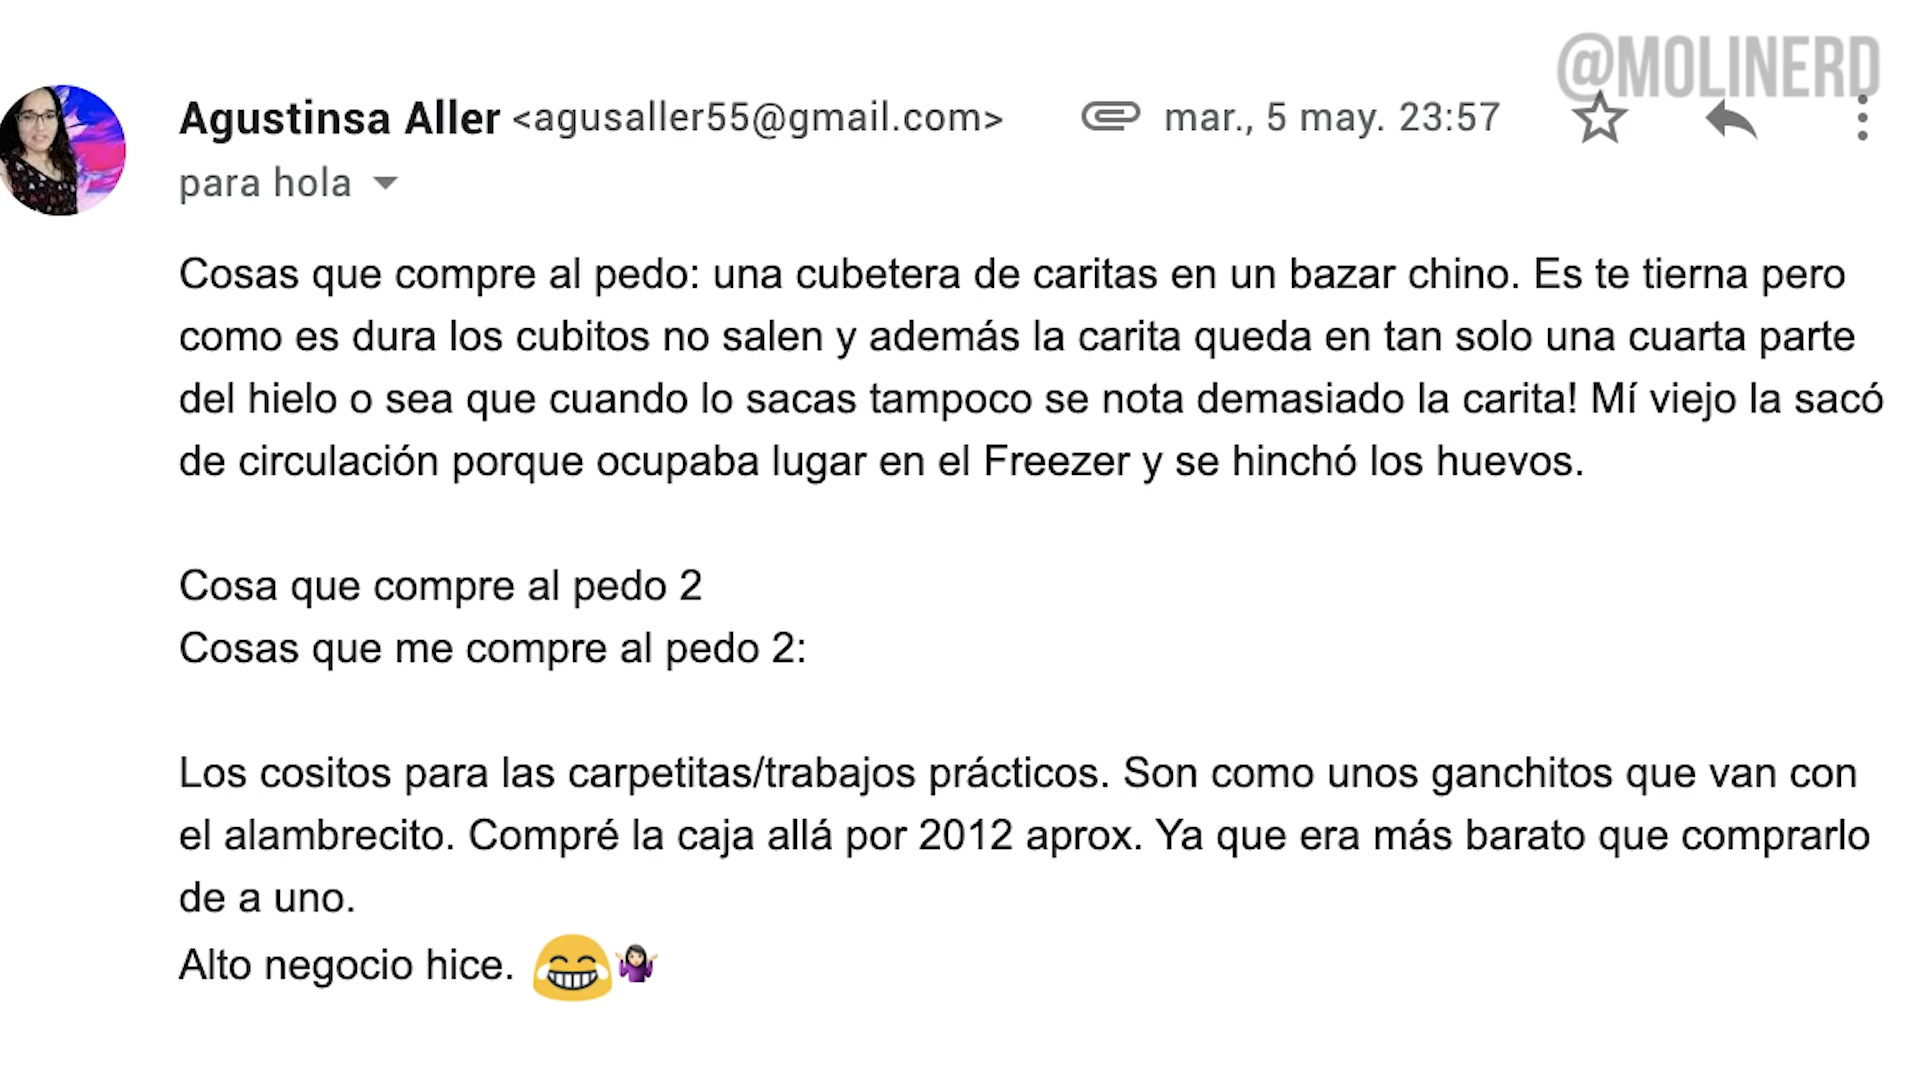 @MOLINERD
Agustinsa Aller <agusaller55@gmail.com> mar., 5 may. 23:57
para hola
Cosas que compre al pedo: una cubetera de caritas en un bazar chino. Es te tierna pero
como es dura los cubitos no salen y además la carita queda en tan solo una cuarta parte
del hielo o sea que cuando lo sacas tampoco se nota demasiado la carita! Mí viejo la sacó
de circulación porque ocupaba lugar en el Freezer y se hinchó los huevos.
Cosa que compre al pedo 2
Cosas que me compre al pedo 2:
Los cositos para las carpetitas/trabajos prácticos. Son como unos ganchitos que van con
el alambrecito. Compré la caja allá por 2012 aprox. Ya que era más barato que comprarlo
de a uno.
Alto negocio hice. 😂🤷🏻‍♀️